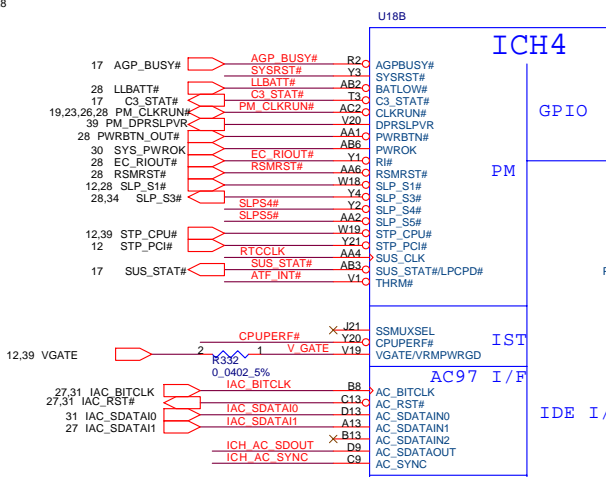 8
U18B
ICH4
17 AGP_BUSY# AGP_BUSY# R2 AGPBUSY#
SYSRST# Y3 SYSRST#
28 LLBATT# LLBATT# AB2 BATLOW#
17 C3_STAT# C3_STAT# T3 C3_STAT#
19,23,26,28 PM_CLKRUN# PM_CLKRUN# AC2 CLKRUN#
39 PM_DPRSLPVR V20 DPRSLPVR
28 PWRBTN_OUT# AA1 PWRBTN#
30 SYS_PWROK AB6 PWROK
28 EC_RIOUT# EC_RIOUT# Y1 RI#
28 RSMRST# RSMRST# AA6 RSMRST#
12,28 SLP_S1# W18 SLP_S1#
28,34 SLP_S3# Y4 SLP_S3#
SLPS4# Y2 SLP_S4#
SLPS5# AA2 SLP_S5#
12,39 STP_CPU# W19 STP_CPU#
12 STP_PCI# Y21 STP_PCI#
RTCCLK AA4 SUS_CLK
17 SUS_STAT# SUS_STAT# AB3 SUS_STAT#/LPCPD#
ATF_INT# V1 THRM#
GPIO
PM
J21 SSMUXSEL
CPUPERF# Y20 CPUPERF#
12,39 VGATE 2 1 V_GATE V19 VGATE/VRMPWRGD
R332
0_0402_5%
IST
AC97 I/F
27,31 IAC_BITCLK IAC_BITCLK B8 AC_BITCLK
27,31 IAC_RST# C13 AC_RST#
31 IAC_SDATAI0 IAC_SDATAI0 D13 AC_SDATAIN0
27 IAC_SDATAI1 IAC_SDATAI1 A13 AC_SDATAIN1
B13 AC_SDATAIN2
ICH_AC_SDOUT D9 AC_SDATAOUT
ICH_AC_SYNC C9 AC_SYNC
IDE I/